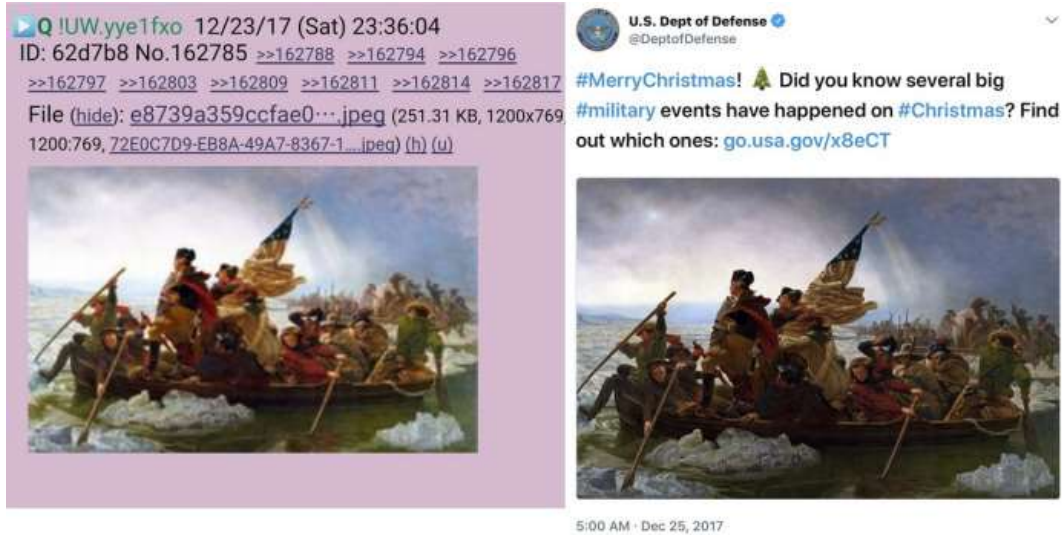 Q !UW.yye1fxo 12/23/17 (Sat) 23:36:04
ID: 62d7b8 No.162785 >>162788 >>162794 >>162796
>>162797 >>162803 >>162809 >>162811 >>162814 >>162817
File (hide): e8739a359ccfae0···.jpeg (251.31 KB, 1200x769,
1200:769, 72E0C7D9-EB8A-49A7-8367-1....jpeg) (h) (u)
U.S. Dept of Defense
@DeptofDefense
#MerryChristmas! 🎄 Did you know several big
#military events have happened on #Christmas? Find
out which ones: go.usa.gov/x8eCT
5:00 AM · Dec 25, 2017